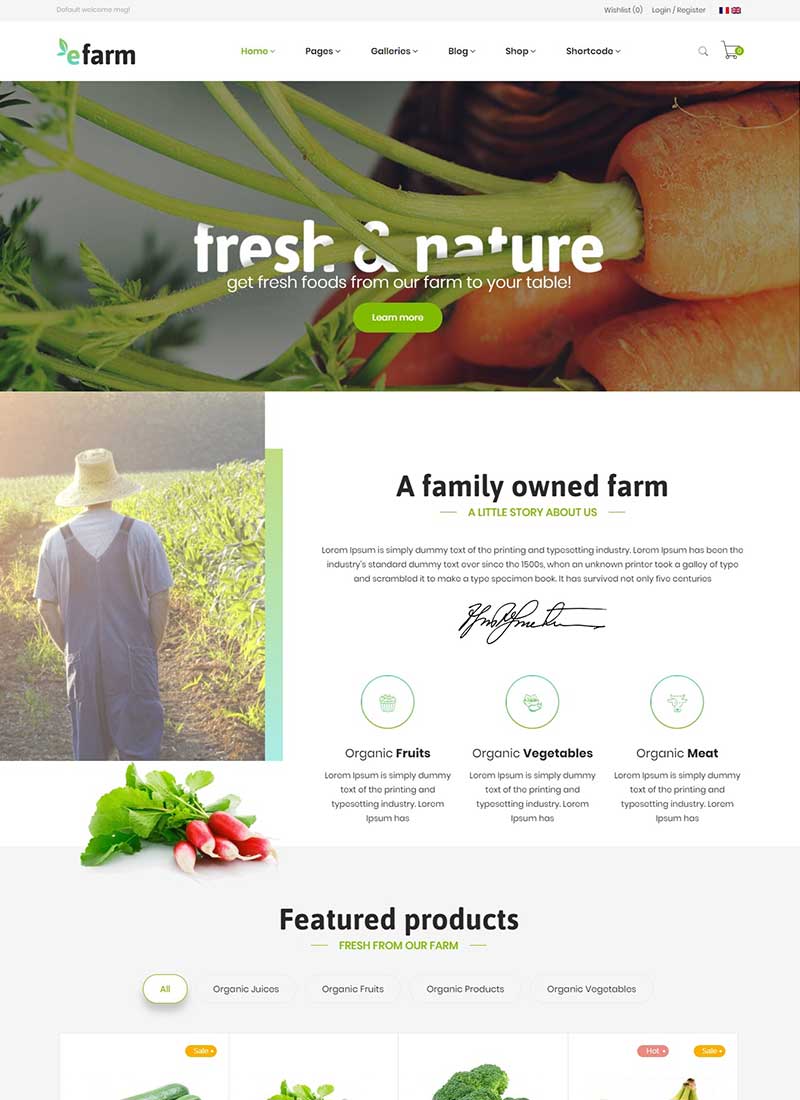 Default welcome msg!
Wishlist (0) Login / Register
efarm
Home Pages Galleries Blog Shop Shortcode
0
fresh & nature
get fresh foods from our farm to your table!
Learn more
A family owned farm
A LITTLE STORY ABOUT US
Lorem Ipsum is simply dummy text of the printing and typesetting industry. Lorem Ipsum has been the
industry's standard dummy text ever since the 1500s, when an unknown printer took a galley of type
and scrambled it to make a type specimen book. It has survived not only five centuries
Organic Fruits
Lorem Ipsum is simply dummy
text of the printing and
typesetting industry. Lorem
Ipsum has
Organic Vegetables
Lorem Ipsum is simply dummy
text of the printing and
typesetting industry. Lorem
Ipsum has
Organic Meat
Lorem Ipsum is simply dummy
text of the printing and
typesetting industry. Lorem
Ipsum has
Featured products
FRESH FROM OUR FARM
All Organic Juices Organic Fruits Organic Products Organic Vegetables
Sale
Hot
Sale